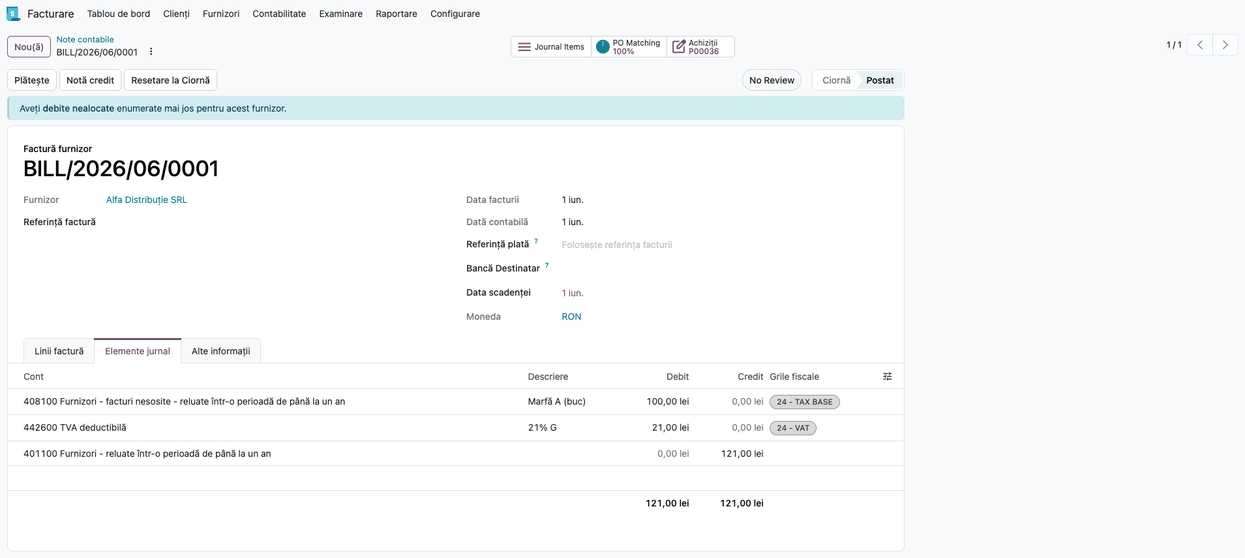 Facturare Tablou de bord Clienți Furnizori Contabilitate Examinare Raportare Configurare
Nou(ă)
Note contabile
BILL/2026/06/0001
Journal Items
PO Matching
100%
Achiziții
P00036
1 / 1
Plătește Notă credit Resetare la Ciornă No Review Ciornă Postat
Aveți debite nealocate enumerate mai jos pentru acest furnizor.
Factură furnizor
BILL/2026/06/0001
Furnizor Alfa Distribuție SRL Data facturii 1 iun.
Referință factură Dată contabilă 1 iun.
Referință plată ? Folosește referința facturii
Bancă Destinatar ?
Data scadenței 1 iun.
Moneda RON
Linii factură Elemente jurnal Alte informații
Cont Descriere Debit Credit Grile fiscale
408100 Furnizori - facturi nesosite - reluate într-o perioadă de până la un an Marfă A (buc) 100,00 lei 0,00 lei 24 - TAX BASE
442600 TVA deductibilă 21% G 21,00 lei 0,00 lei 24 - VAT
401100 Furnizori - reluate într-o perioadă de până la un an 0,00 lei 121,00 lei
121,00 lei 121,00 lei